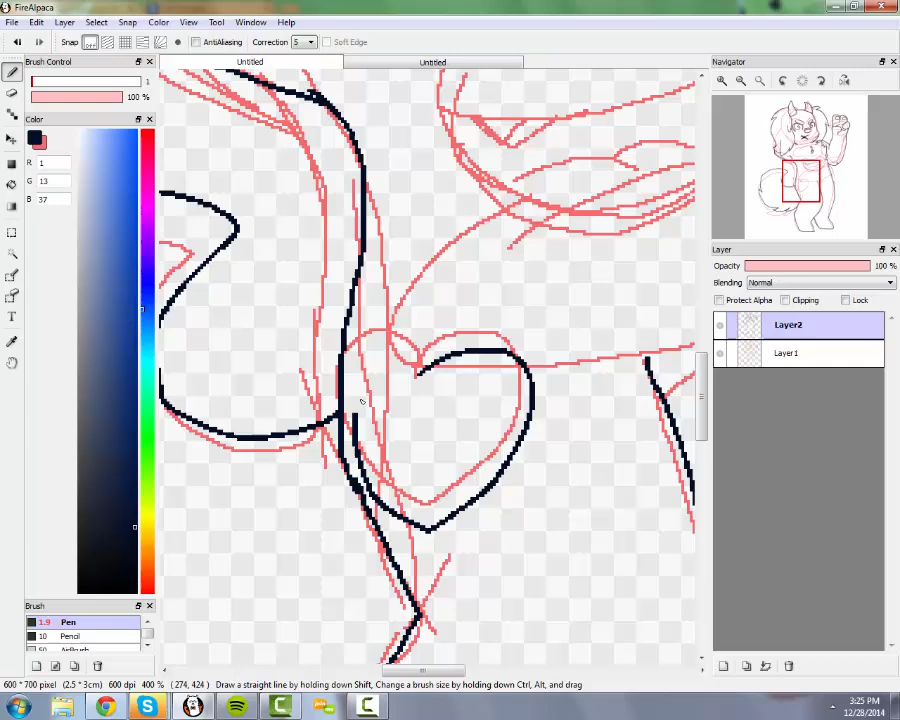 FireAlpaca
File Edit Layer Select Snap Color View Tool Window Help
Snap off AntiAliasing Correction 5 Soft Edge
Brush Control
1
100 %
Color
R 1
G 13
B 37
Brush
1.9 Pen
10 Pencil
Untitled Untitled
Navigator
Layer
Opacity 100 %
Blending Normal
Protect Alpha Clipping Lock
Layer2
Layer1
600 * 700 pixel (2.5 * 3cm) 600 dpi 400 % (274, 424) Draw a straight line by holding down Shift, Change a brush size by holding down Ctrl, Alt, and drag
3:25 PM
12/28/2014